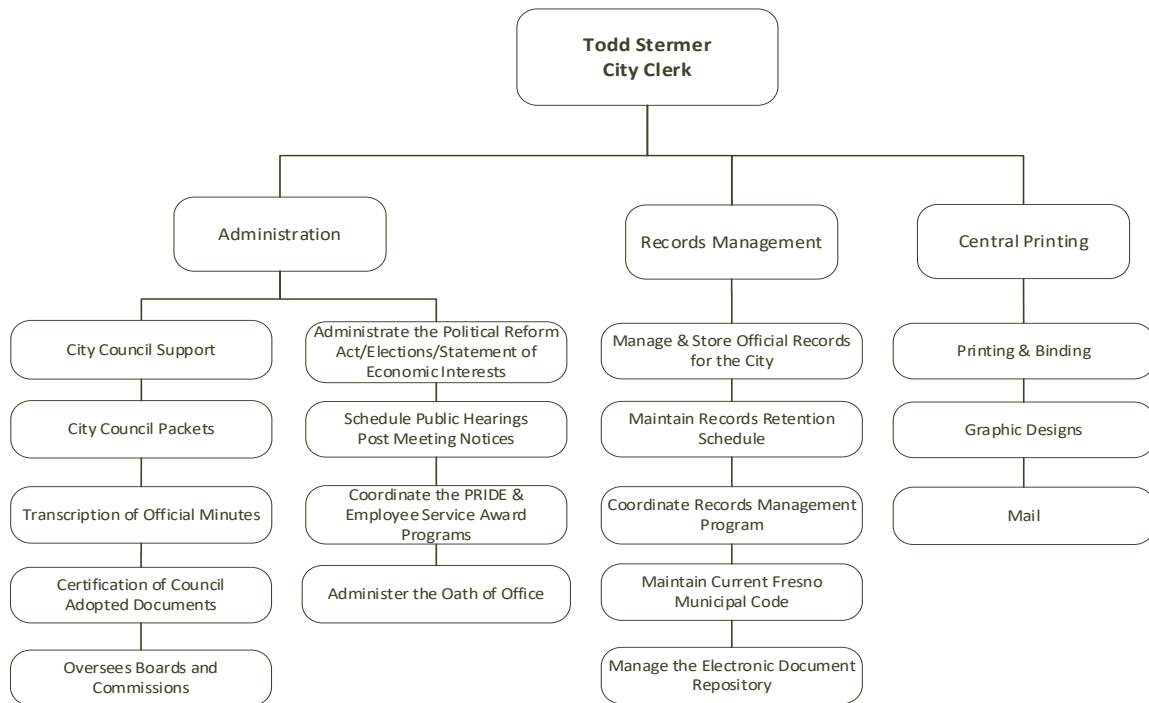 Todd Stermer
City Clerk
Administration
Records Management
Central Printing
City Council Support
City Council Packets
Transcription of Official Minutes
Certification of Council
Adopted Documents
Oversees Boards and
Commissions
Administrate the Political Reform
Act/Elections/Statement of
Economic Interests
Schedule Public Hearings
Post Meeting Notices
Coordinate the PRIDE &
Employee Service Award
Programs
Administer the Oath of Office
Manage & Store Official Records
for the City
Maintain Records Retention
Schedule
Coordinate Records Management
Program
Maintain Current Fresno
Municipal Code
Manage the Electronic Document
Repository
Printing & Binding
Graphic Designs
Mail